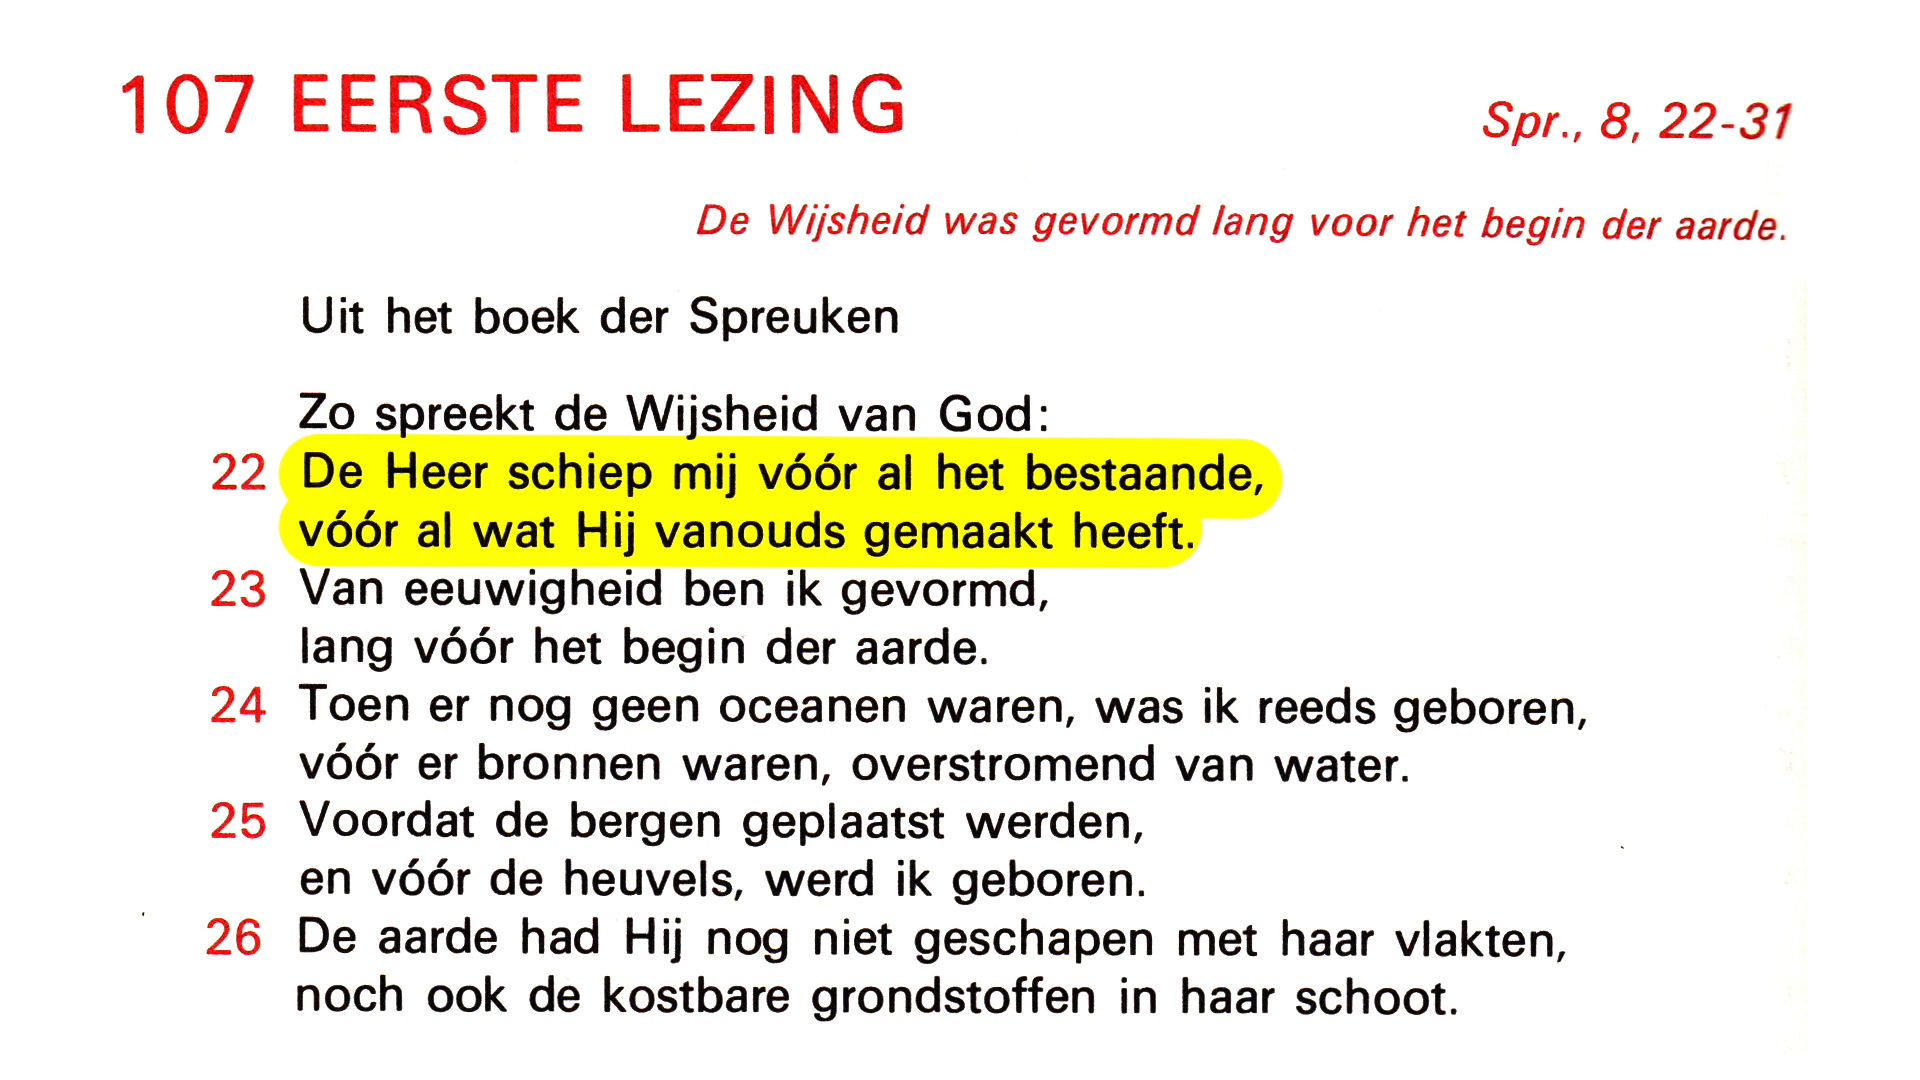 107 EERSTE LEZING
Spr., 8, 22-31
De Wijsheid was gevormd lang voor het begin der aarde.
Uit het boek der Spreuken
Zo spreekt de Wijsheid van God:
22 De Heer schiep mij vóór al het bestaande,
vóór al wat Hij vanouds gemaakt heeft.
23 Van eeuwigheid ben ik gevormd,
lang vóór het begin der aarde.
24 Toen er nog geen oceanen waren, was ik reeds geboren,
vóór er bronnen waren, overstromend van water.
25 Voordat de bergen geplaatst werden,
en vóór de heuvels, werd ik geboren.
26 De aarde had Hij nog niet geschapen met haar vlakten,
noch ook de kostbare grondstoffen in haar schoot.